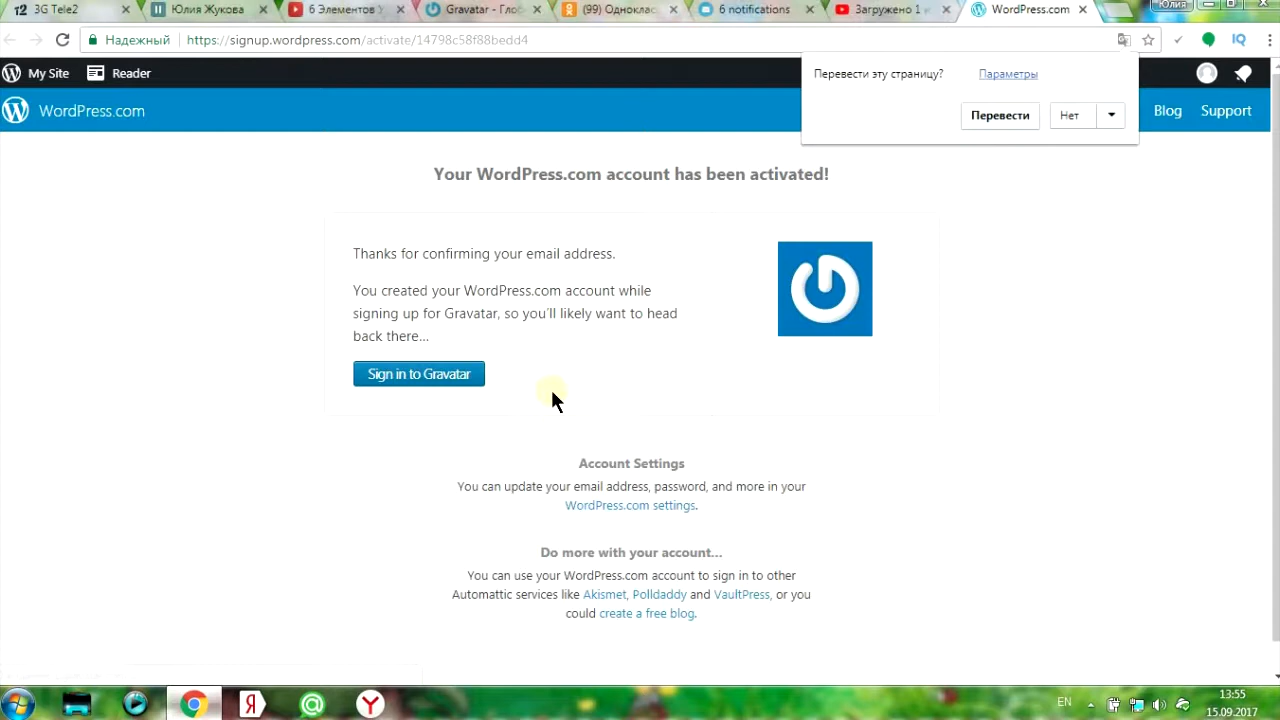 3G Tele2
Юлия Жукова
6 Элементов
Gravatar - Гло
(99) Однокла
6 notifications
Загружено 1
WordPress.com
Юлия
Надежный
https://signup.wordpress.com/activate/14798c58f88bedd4
My Site
Reader
Перевести эту страницу?
Параметры
Перевести
Нет
WordPress.com
Blog
Support
Your WordPress.com account has been activated!
Thanks for confirming your email address.
You created your WordPress.com account while
signing up for Gravatar, so you'll likely want to head
back there...
Sign in to Gravatar
Account Settings
You can update your email address, password, and more in your
WordPress.com settings.
Do more with your account...
You can use your WordPress.com account to sign in to other
Automattic services like Akismet, Polldaddy and VaultPress, or you
could create a free blog.
EN
13:55
15.09.2017